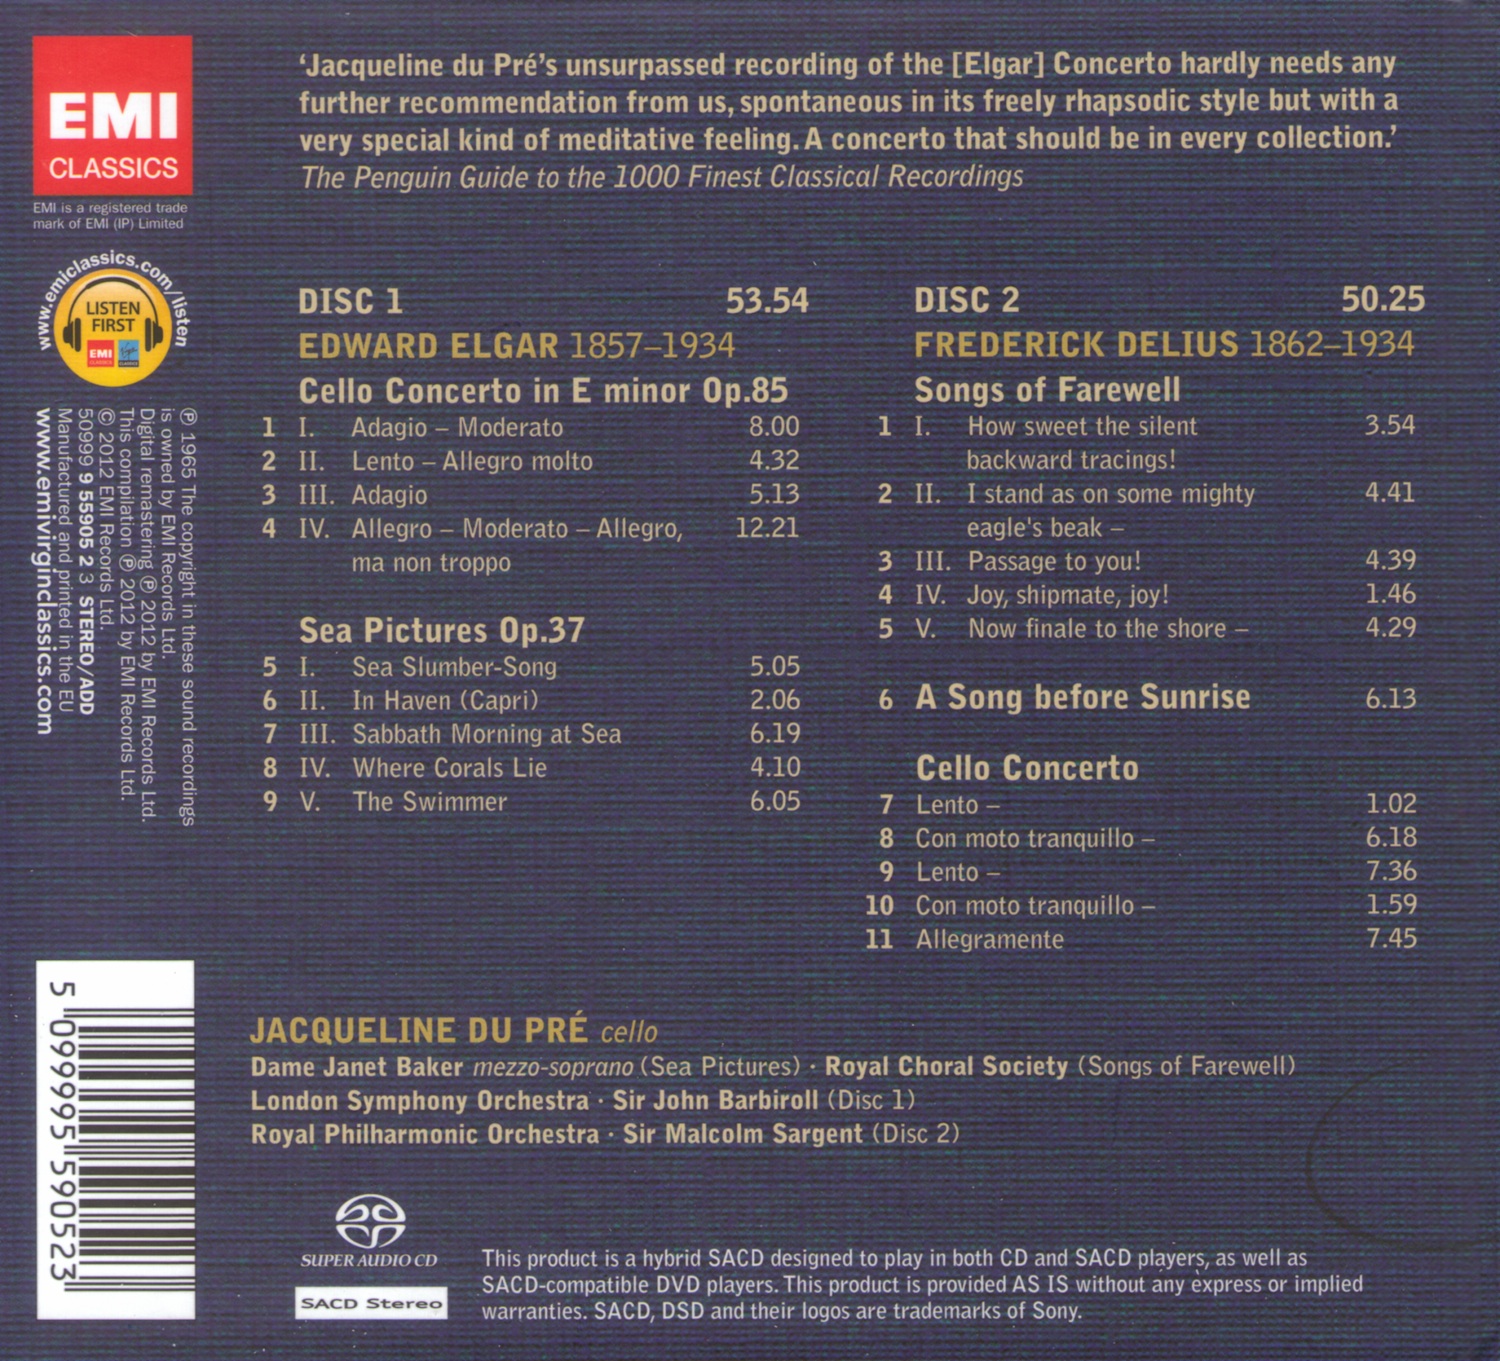 EMI
CLASSICS
EMI is a registered trade
mark of EMI (IP) Limited
www.emiclassics.com/listen
LISTEN
FIRST
EMI
CLASSICS
Virgin
CLASSICS
℗ 1965 The copyright in these sound recordings
is owned by EMI Records Ltd.
Digital remastering ℗ 2012 by EMI Records Ltd.
This compilation ℗ 2012 by EMI Records Ltd.
© 2012 EMI Records Ltd.
50999 9 55905 2 3 STEREO/ADD
Manufactured and printed in the EU
www.emivirginclassics.com
5 099995 590523
'Jacqueline du Pré's unsurpassed recording of the [Elgar] Concerto hardly needs any
further recommendation from us, spontaneous in its freely rhapsodic style but with a
very special kind of meditative feeling. A concerto that should be in every collection.'
The Penguin Guide to the 1000 Finest Classical Recordings
DISC 1 53.54
EDWARD ELGAR 1857–1934
Cello Concerto in E minor Op.85
1 I. Adagio – Moderato 8.00
2 II. Lento – Allegro molto 4.32
3 III. Adagio 5.13
4 IV. Allegro – Moderato – Allegro, 12.21
ma non troppo
Sea Pictures Op.37
5 I. Sea Slumber-Song 5.05
6 II. In Haven (Capri) 2.06
7 III. Sabbath Morning at Sea 6.19
8 IV. Where Corals Lie 4.10
9 V. The Swimmer 6.05
DISC 2 50.25
FREDERICK DELIUS 1862–1934
Songs of Farewell
1 I. How sweet the silent 3.54
backward tracings!
2 II. I stand as on some mighty 4.41
eagle's beak –
3 III. Passage to you! 4.39
4 IV. Joy, shipmate, joy! 1.46
5 V. Now finale to the shore – 4.29
6 A Song before Sunrise 6.13
Cello Concerto
7 Lento – 1.02
8 Con moto tranquillo – 6.18
9 Lento – 7.36
10 Con moto tranquillo – 1.59
11 Allegramente 7.45
JACQUELINE DU PRÉ cello
Dame Janet Baker mezzo-soprano (Sea Pictures) · Royal Choral Society (Songs of Farewell)
London Symphony Orchestra · Sir John Barbiroll (Disc 1)
Royal Philharmonic Orchestra · Sir Malcolm Sargent (Disc 2)
SUPER AUDIO CD
SACD Stereo
This product is a hybrid SACD designed to play in both CD and SACD players, as well as
SACD-compatible DVD players. This product is provided AS IS without any express or implied
warranties. SACD, DSD and their logos are trademarks of Sony.